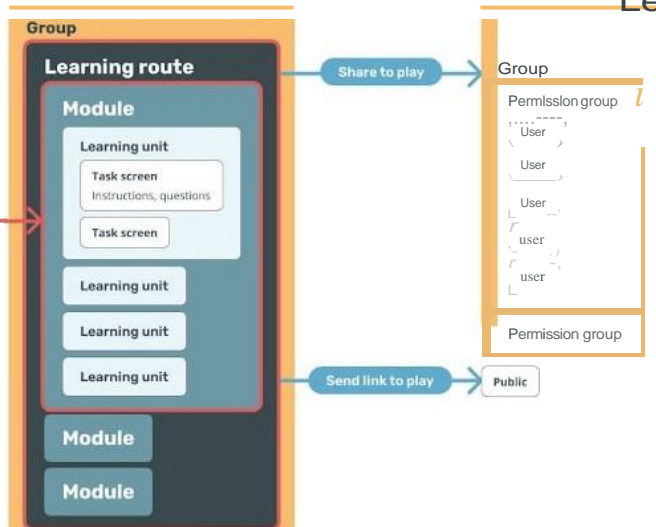 Le
Group
Learning route
Module
Learning unit
Task screen
Instructions, questions
Task screen
Learning unit
Learning unit
Learning unit
Module
Module
Share to play
Send link to play
Group
Permlsslon group
User
User
User
user
user
Permission group
Public